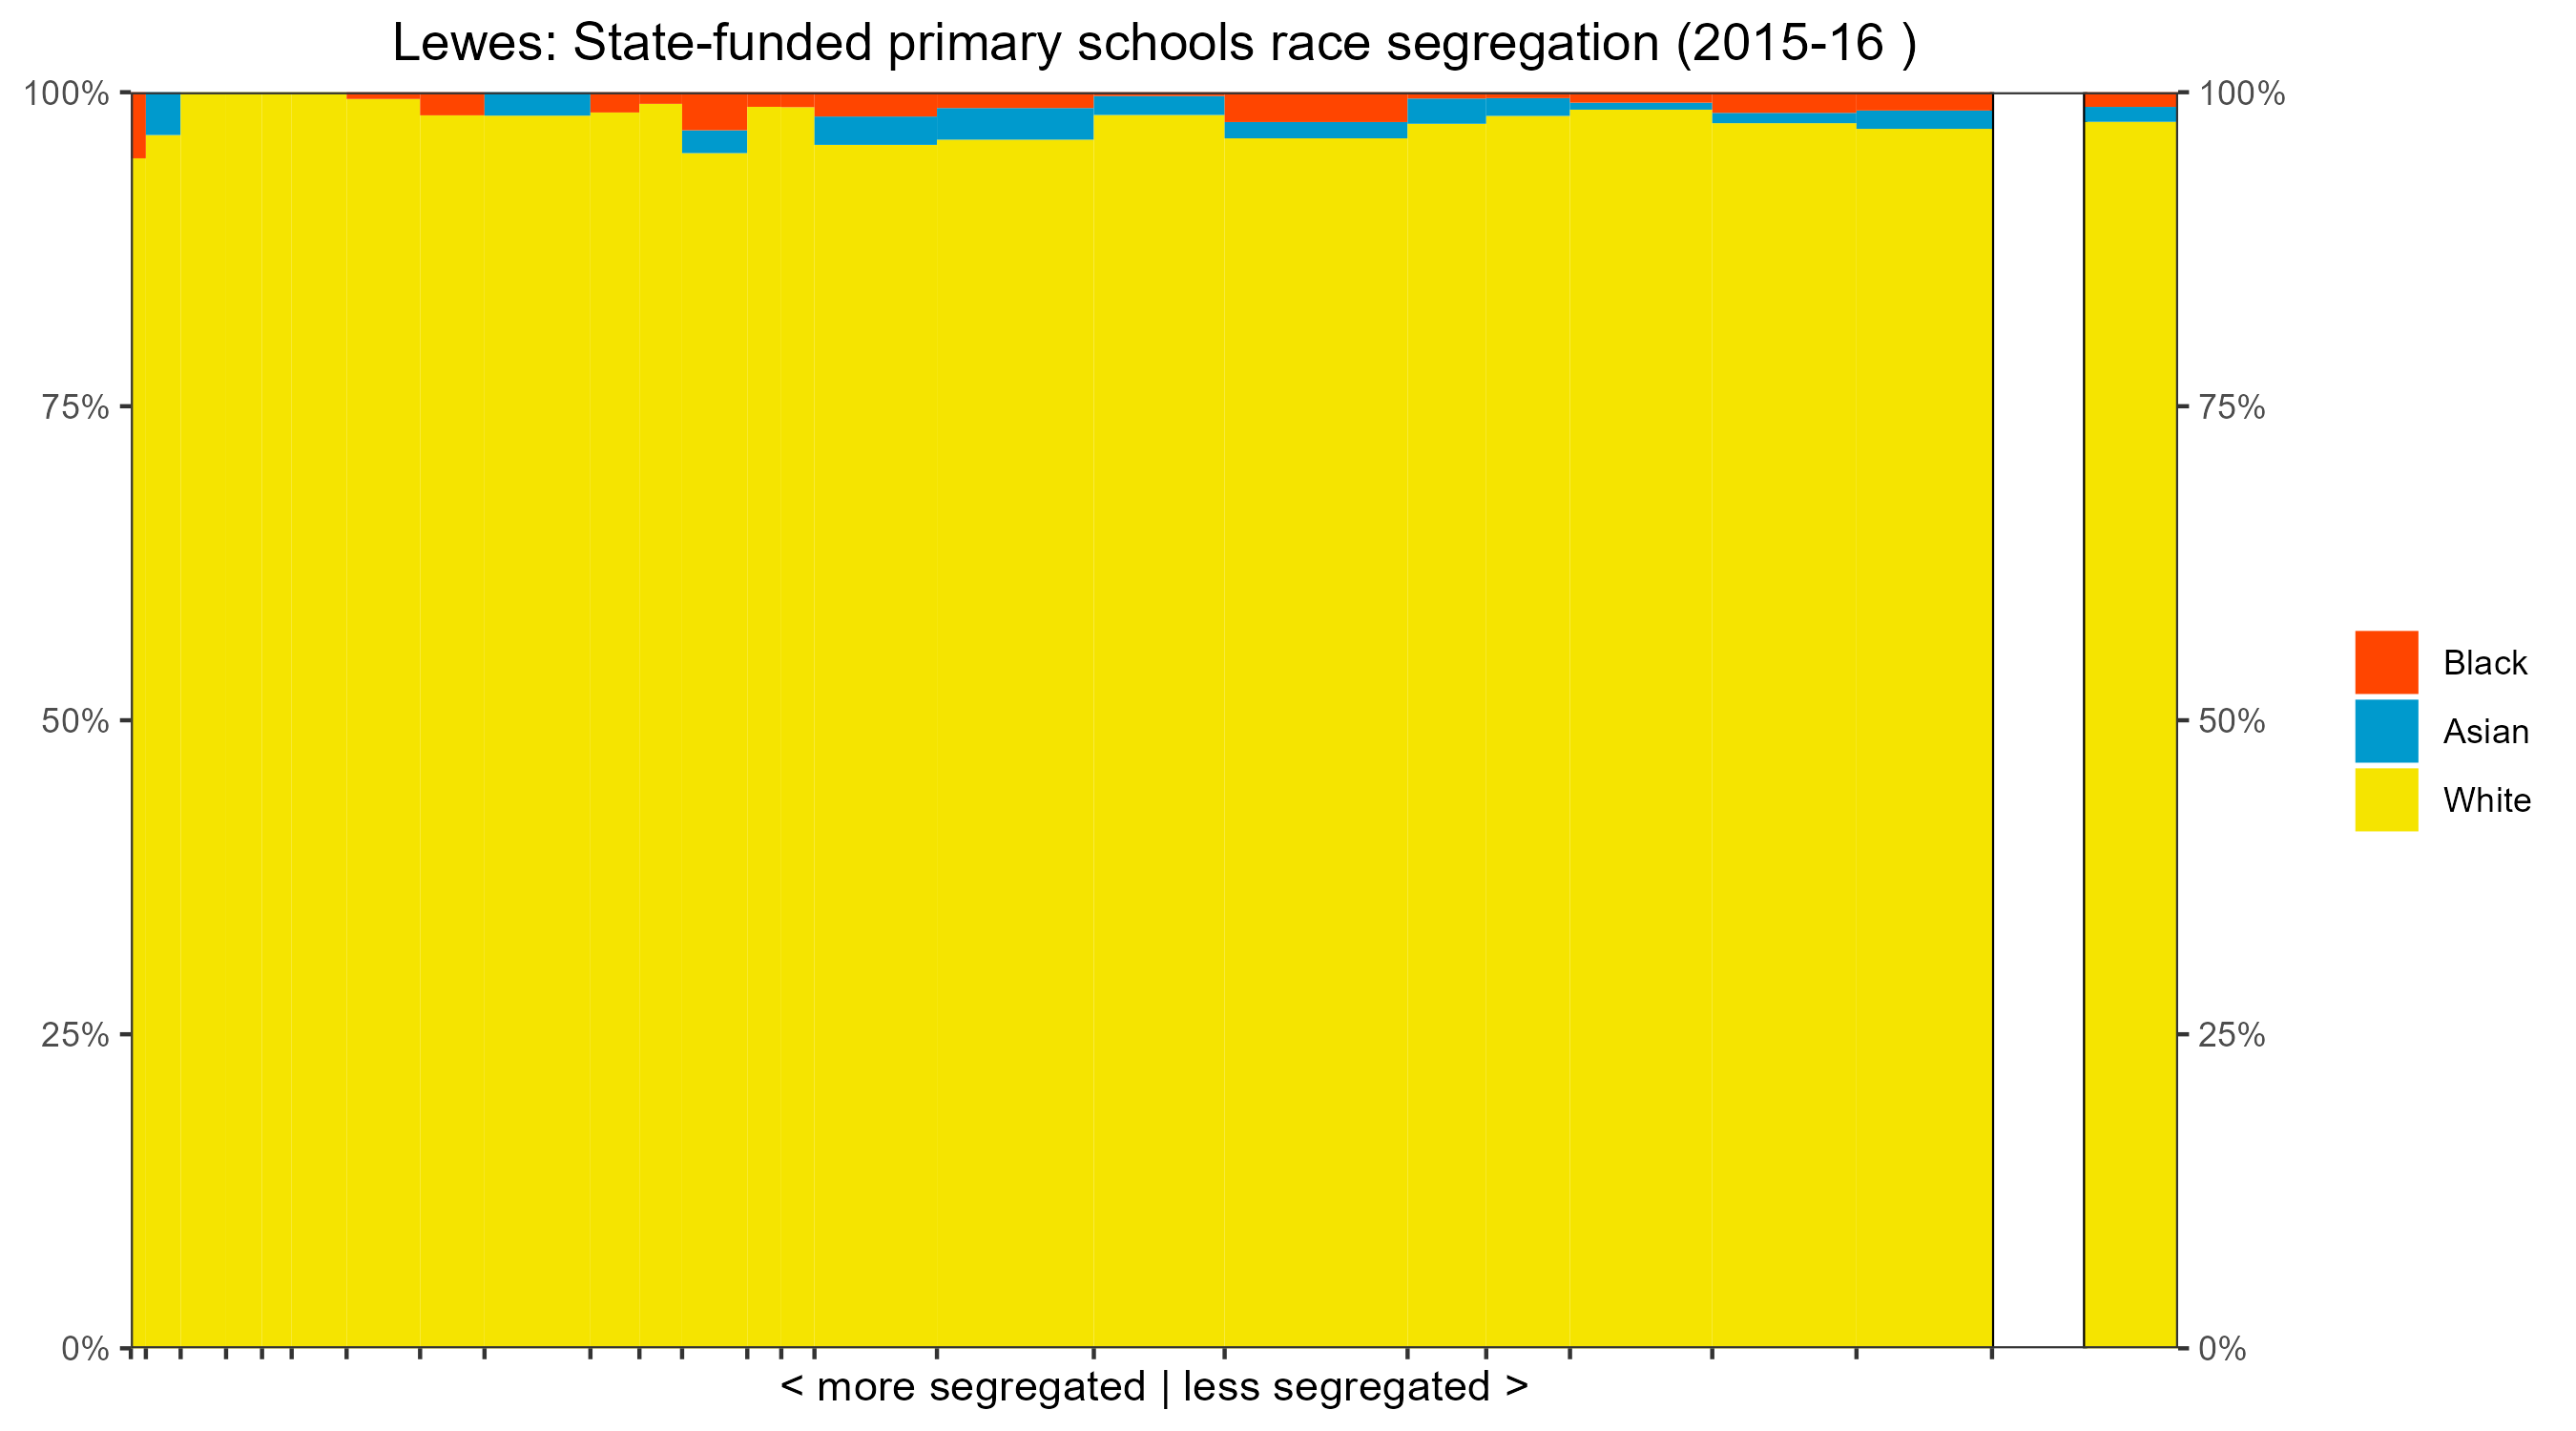 Lewes: State-funded primary schools race segregation (2015-16 )
100%
75%
50%
25%
0%
100%
75%
50%
25%
0%
Black
Asian
White
< more segregated | less segregated >